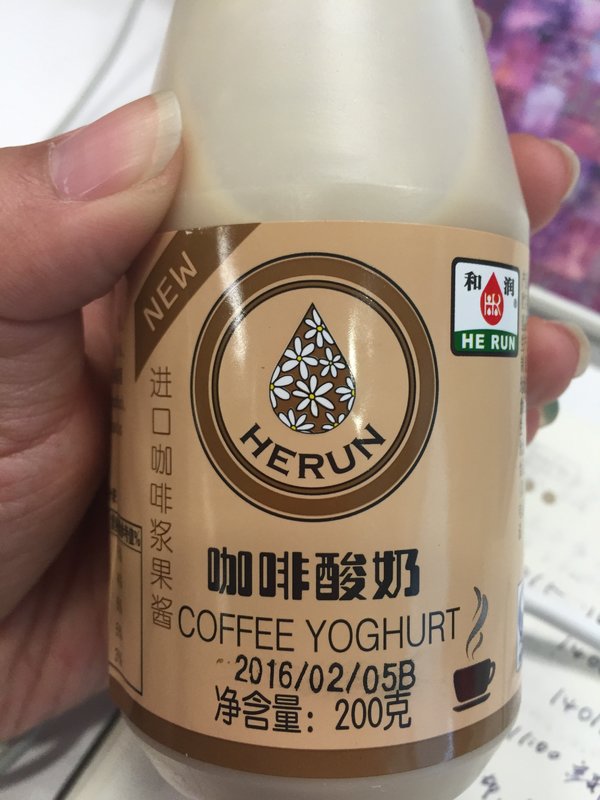 NEW
和润
HE RUN
HERUN
进口咖啡浆果酱
咖啡酸奶
COFFEE YOGHURT
2016/02/05B
净含量：200克